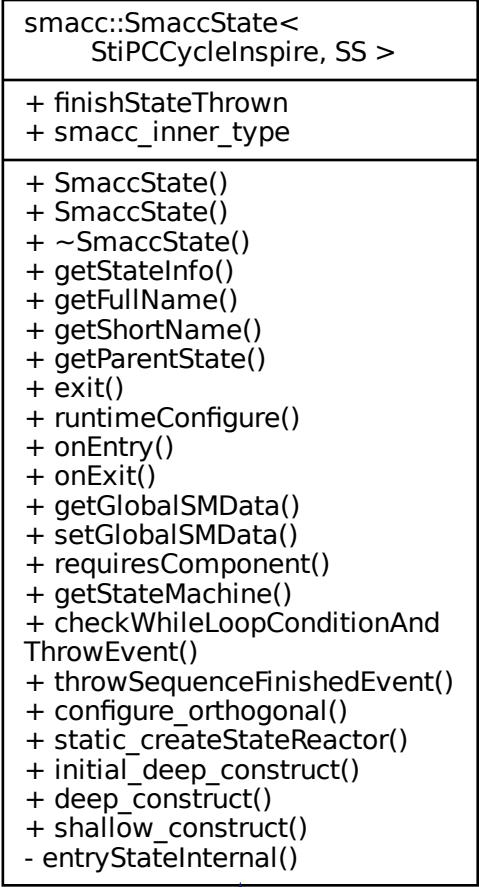 smacc::SmaccState<
StiPCCycleInspire, SS >
+ finishStateThrown
+ smacc_inner_type
+ SmaccState()
+ SmaccState()
+ ~SmaccState()
+ getStateInfo()
+ getFullName()
+ getShortName()
+ getParentState()
+ exit()
+ runtimeConfigure()
+ onEntry()
+ onExit()
+ getGlobalSMData()
+ setGlobalSMData()
+ requiresComponent()
+ getStateMachine()
+ checkWhileLoopConditionAnd
ThrowEvent()
+ throwSequenceFinishedEvent()
+ configure_orthogonal()
+ static_createStateReactor()
+ initial_deep_construct()
+ deep_construct()
+ shallow_construct()
- entryStateInternal()